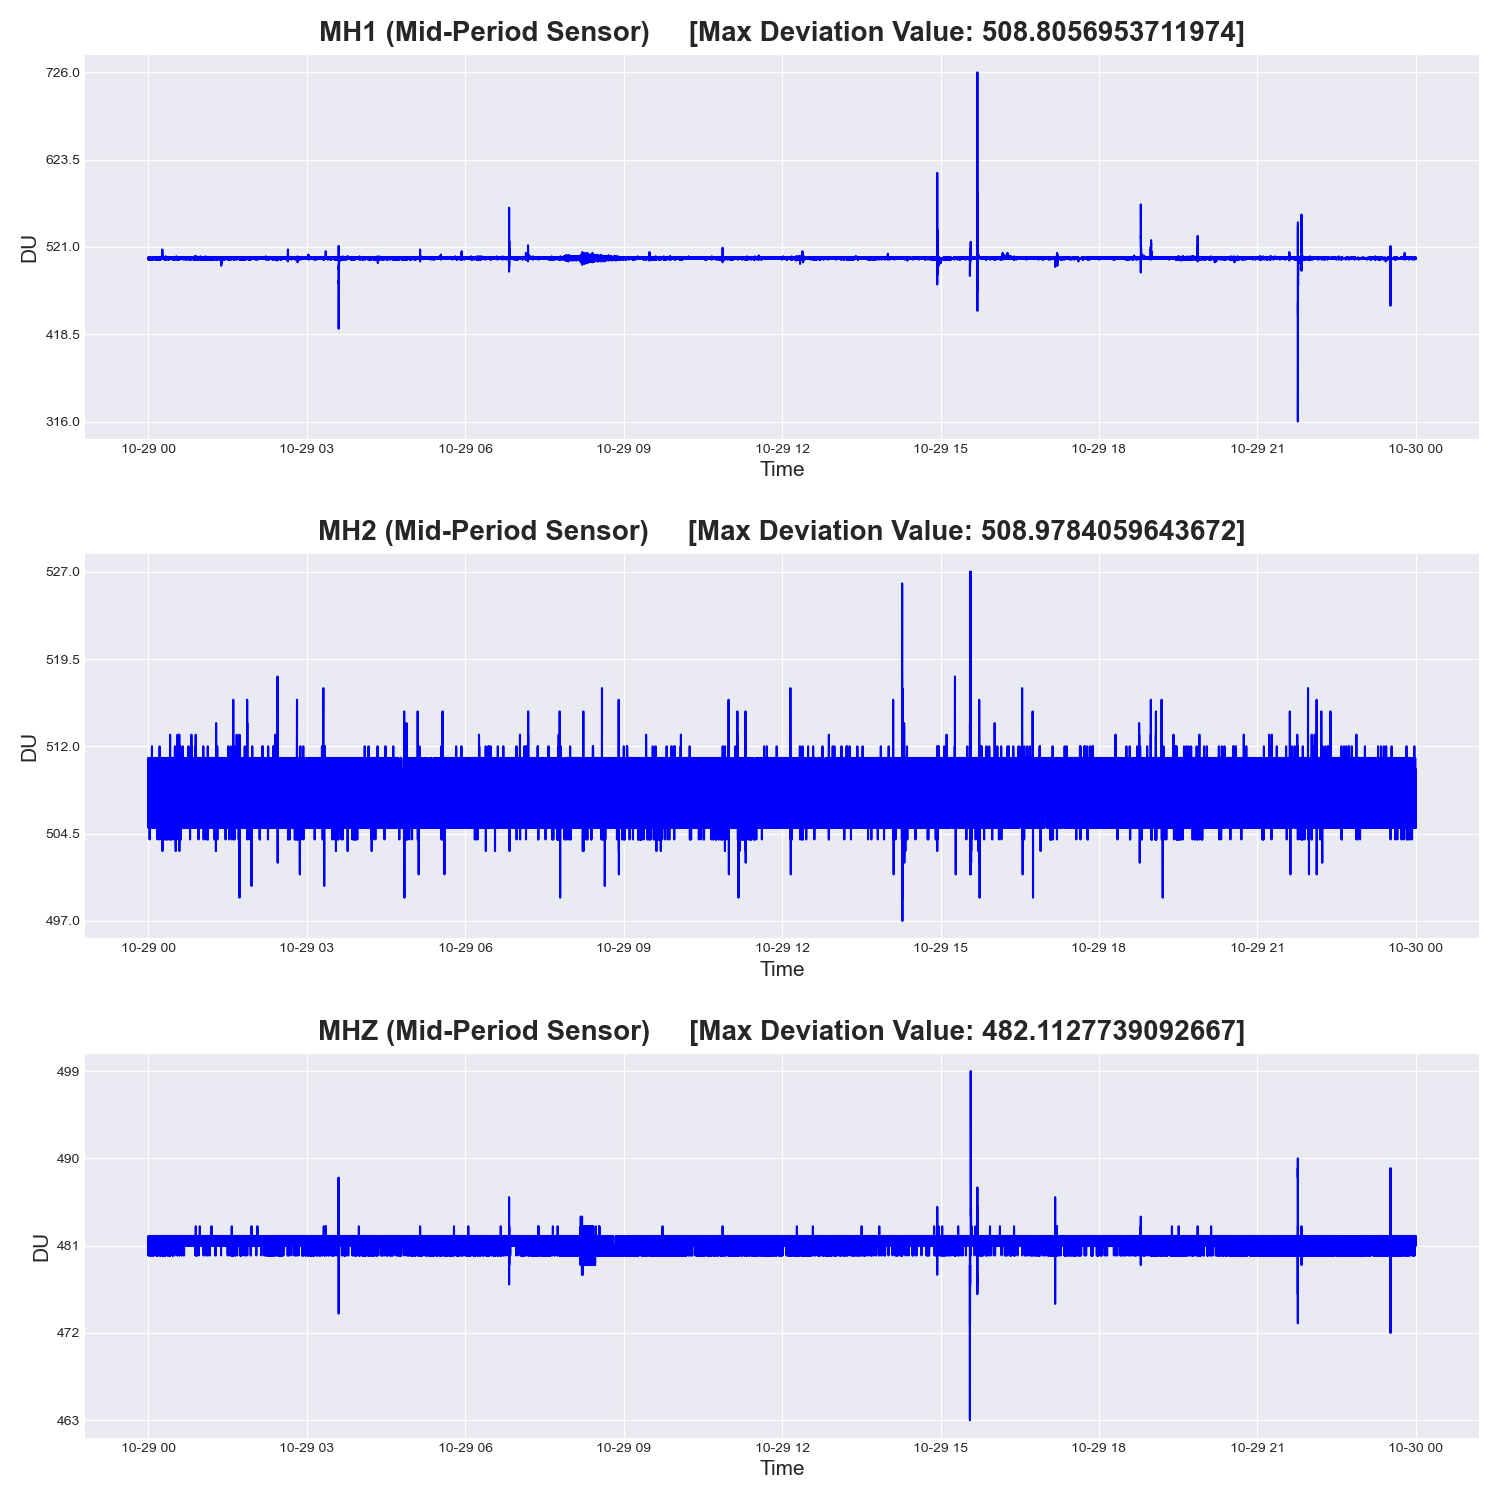 MH1 (Mid-Period Sensor) [Max Deviation Value: 508.8056953711974]
726.0
623.5
521.0
418.5
316.0
DU
10-29 00 10-29 03 10-29 06 10-29 09 10-29 12 10-29 15 10-29 18 10-29 21 10-30 00
Time
MH2 (Mid-Period Sensor) [Max Deviation Value: 508.9784059643672]
527.0
519.5
512.0
504.5
497.0
DU
10-29 00 10-29 03 10-29 06 10-29 09 10-29 12 10-29 15 10-29 18 10-29 21 10-30 00
Time
MHZ (Mid-Period Sensor) [Max Deviation Value: 482.1127739092667]
499
490
481
472
463
DU
10-29 00 10-29 03 10-29 06 10-29 09 10-29 12 10-29 15 10-29 18 10-29 21 10-30 00
Time